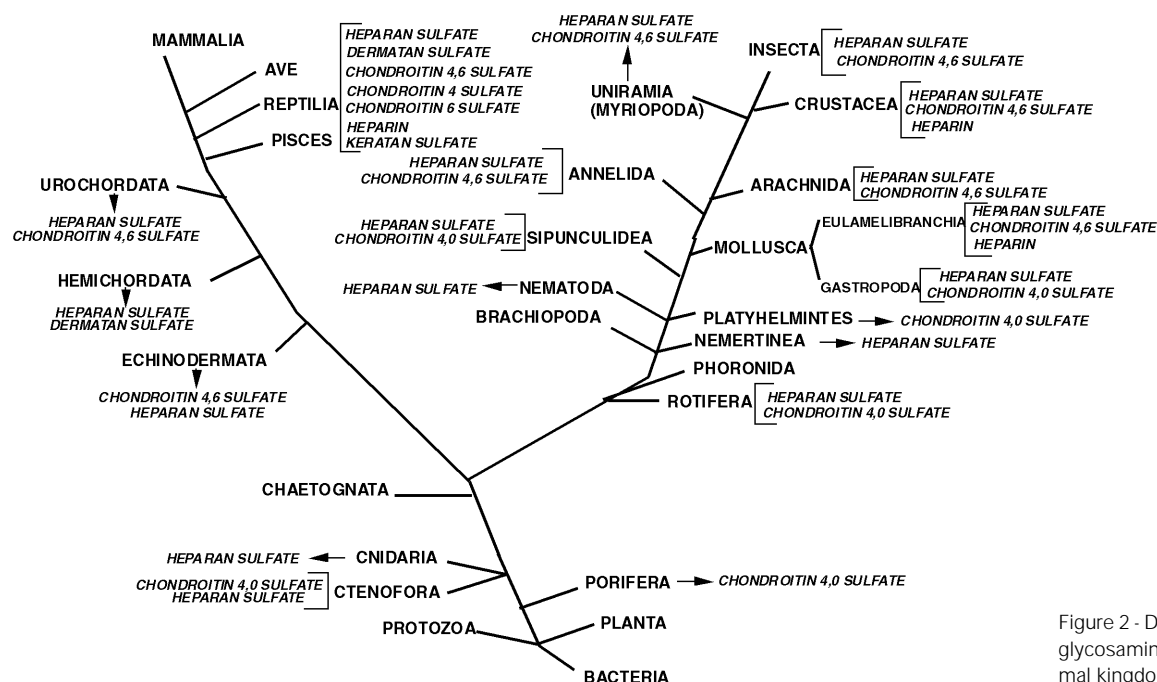 MAMMALIA
AVE
REPTILIA
PISCES
HEPARAN SULFATE
DERMATAN SULFATE
CHONDROITIN 4,6 SULFATE
CHONDROITIN 4 SULFATE
CHONDROITIN 6 SULFATE
HEPARIN
KERATAN SULFATE
UROCHORDATA
HEPARAN SULFATE
CHONDROITIN 4,6 SULFATE
HEMICHORDATA
HEPARAN SULFATE
DERMATAN SULFATE
ECHINODERMATA
CHONDROITIN 4,6 SULFATE
HEPARAN SULFATE
HEPARAN SULFATE
CHONDROITIN 4,6 SULFATE
UNIRAMIA
(MYRIOPODA)
INSECTA
HEPARAN SULFATE
CHONDROITIN 4,6 SULFATE
CRUSTACEA
HEPARAN SULFATE
CHONDROITIN 4,6 SULFATE
HEPARIN
HEPARAN SULFATE
CHONDROITIN 4,6 SULFATE
ANNELIDA
ARACHNIDA
HEPARAN SULFATE
CHONDROITIN 4,6 SULFATE
HEPARAN SULFATE
CHONDROITIN 4,0 SULFATE
SIPUNCULIDEA
MOLLUSCA
EULAMELIBRANCHIA
HEPARAN SULFATE
CHONDROITIN 4,6 SULFATE
HEPARIN
GASTROPODA
HEPARAN SULFATE
CHONDROITIN 4,0 SULFATE
HEPARAN SULFATE
NEMATODA
BRACHIOPODA
PLATYHELMINTES
CHONDROITIN 4,0 SULFATE
NEMERTINEA
HEPARAN SULFATE
PHORONIDA
ROTIFERA
HEPARAN SULFATE
CHONDROITIN 4,0 SULFATE
CHAETOGNATA
HEPARAN SULFATE
CNIDARIA
CHONDROITIN 4,0 SULFATE
HEPARAN SULFATE
CTENOFORA
PORIFERA
CHONDROITIN 4,0 SULFATE
PROTOZOA
PLANTA
BACTERIA
Figure 2 - D
glycosamin
mal kingdo